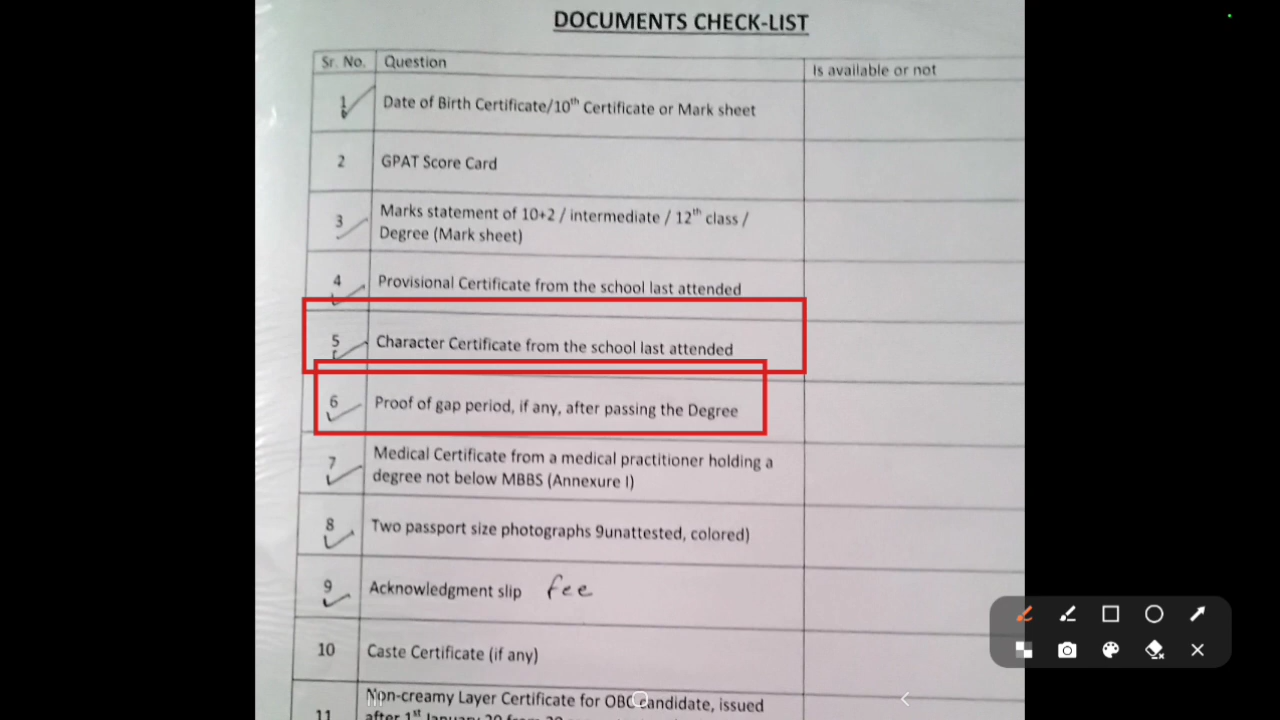 DOCUMENTS CHECK-LIST
Sr. No. Question Is available or not
1 Date of Birth Certificate/10th Certificate or Mark sheet
2 GPAT Score Card
3 Marks statement of 10+2 / intermediate / 12th class /
Degree (Mark sheet)
4 Provisional Certificate from the school last attended
5 Character Certificate from the school last attended
6 Proof of gap period, if any, after passing the Degree
7 Medical Certificate from a medical practitioner holding a
degree not below MBBS (Annexure I)
8 Two passport size photographs 9unattested, colored)
9 Acknowledgment slip fee
10 Caste Certificate (if any)
11 Non-creamy Layer Certificate for OBC candidate, issued
after 1st January 20 from